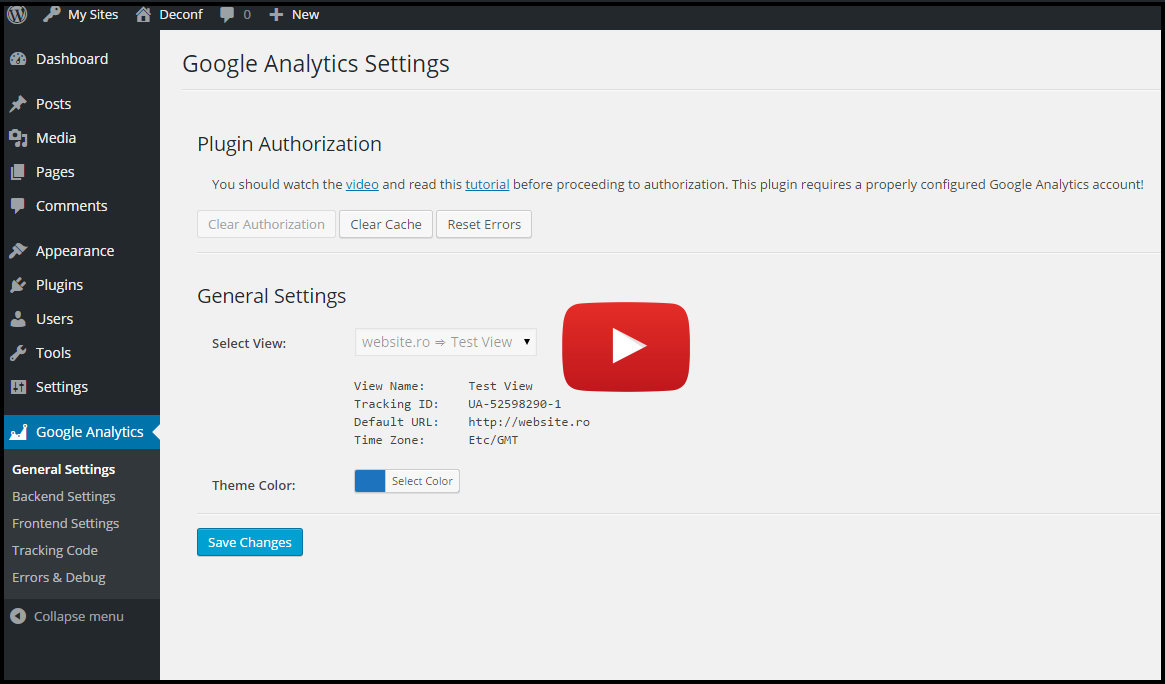 My Sites Deconf 0 New
Dashboard
Posts
Media
Pages
Comments
Appearance
Plugins
Users
Tools
Settings
Google Analytics
General Settings
Backend Settings
Frontend Settings
Tracking Code
Errors & Debug
Collapse menu
Google Analytics Settings
Plugin Authorization
You should watch the video and read this tutorial before proceeding to authorization. This plugin requires a properly configured Google Analytics account!
Clear Authorization Clear Cache Reset Errors
General Settings
Select View: website.ro ⇒ Test View
View Name: Test View
Tracking ID: UA-52598290-1
Default URL: http://website.ro
Time Zone: Etc/GMT
Theme Color: Select Color
Save Changes